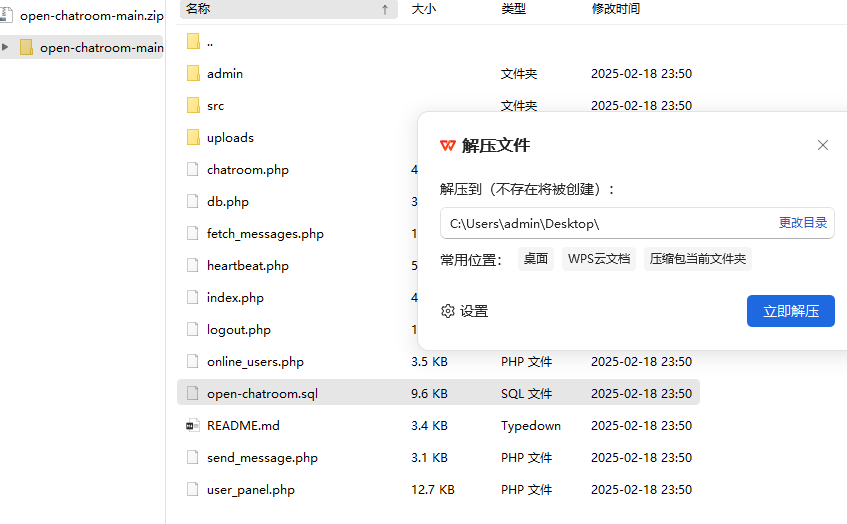 open-chatroom-main.zip
open-chatroom-main
名称 ↑ 大小 类型 修改时间
..
admin 文件夹 2025-02-18 23:50
src 文件夹 2025-02-18 23:50
uploads
chatroom.php 4
db.php 3
fetch_messages.php 1
heartbeat.php 5
index.php 4
logout.php 1
解压文件
解压到（不存在将被创建）：
C:\Users\admin\Desktop\ 更改目录
常用位置： 桌面 WPS云文档 压缩包当前文件夹
设置 立即解压
online_users.php 3.5 KB PHP 文件 2025-02-18 23:50
open-chatroom.sql 9.6 KB SQL 文件 2025-02-18 23:50
README.md 3.4 KB Typedown 2025-02-18 23:50
send_message.php 3.1 KB PHP 文件 2025-02-18 23:50
user_panel.php 12.7 KB PHP 文件 2025-02-18 23:50